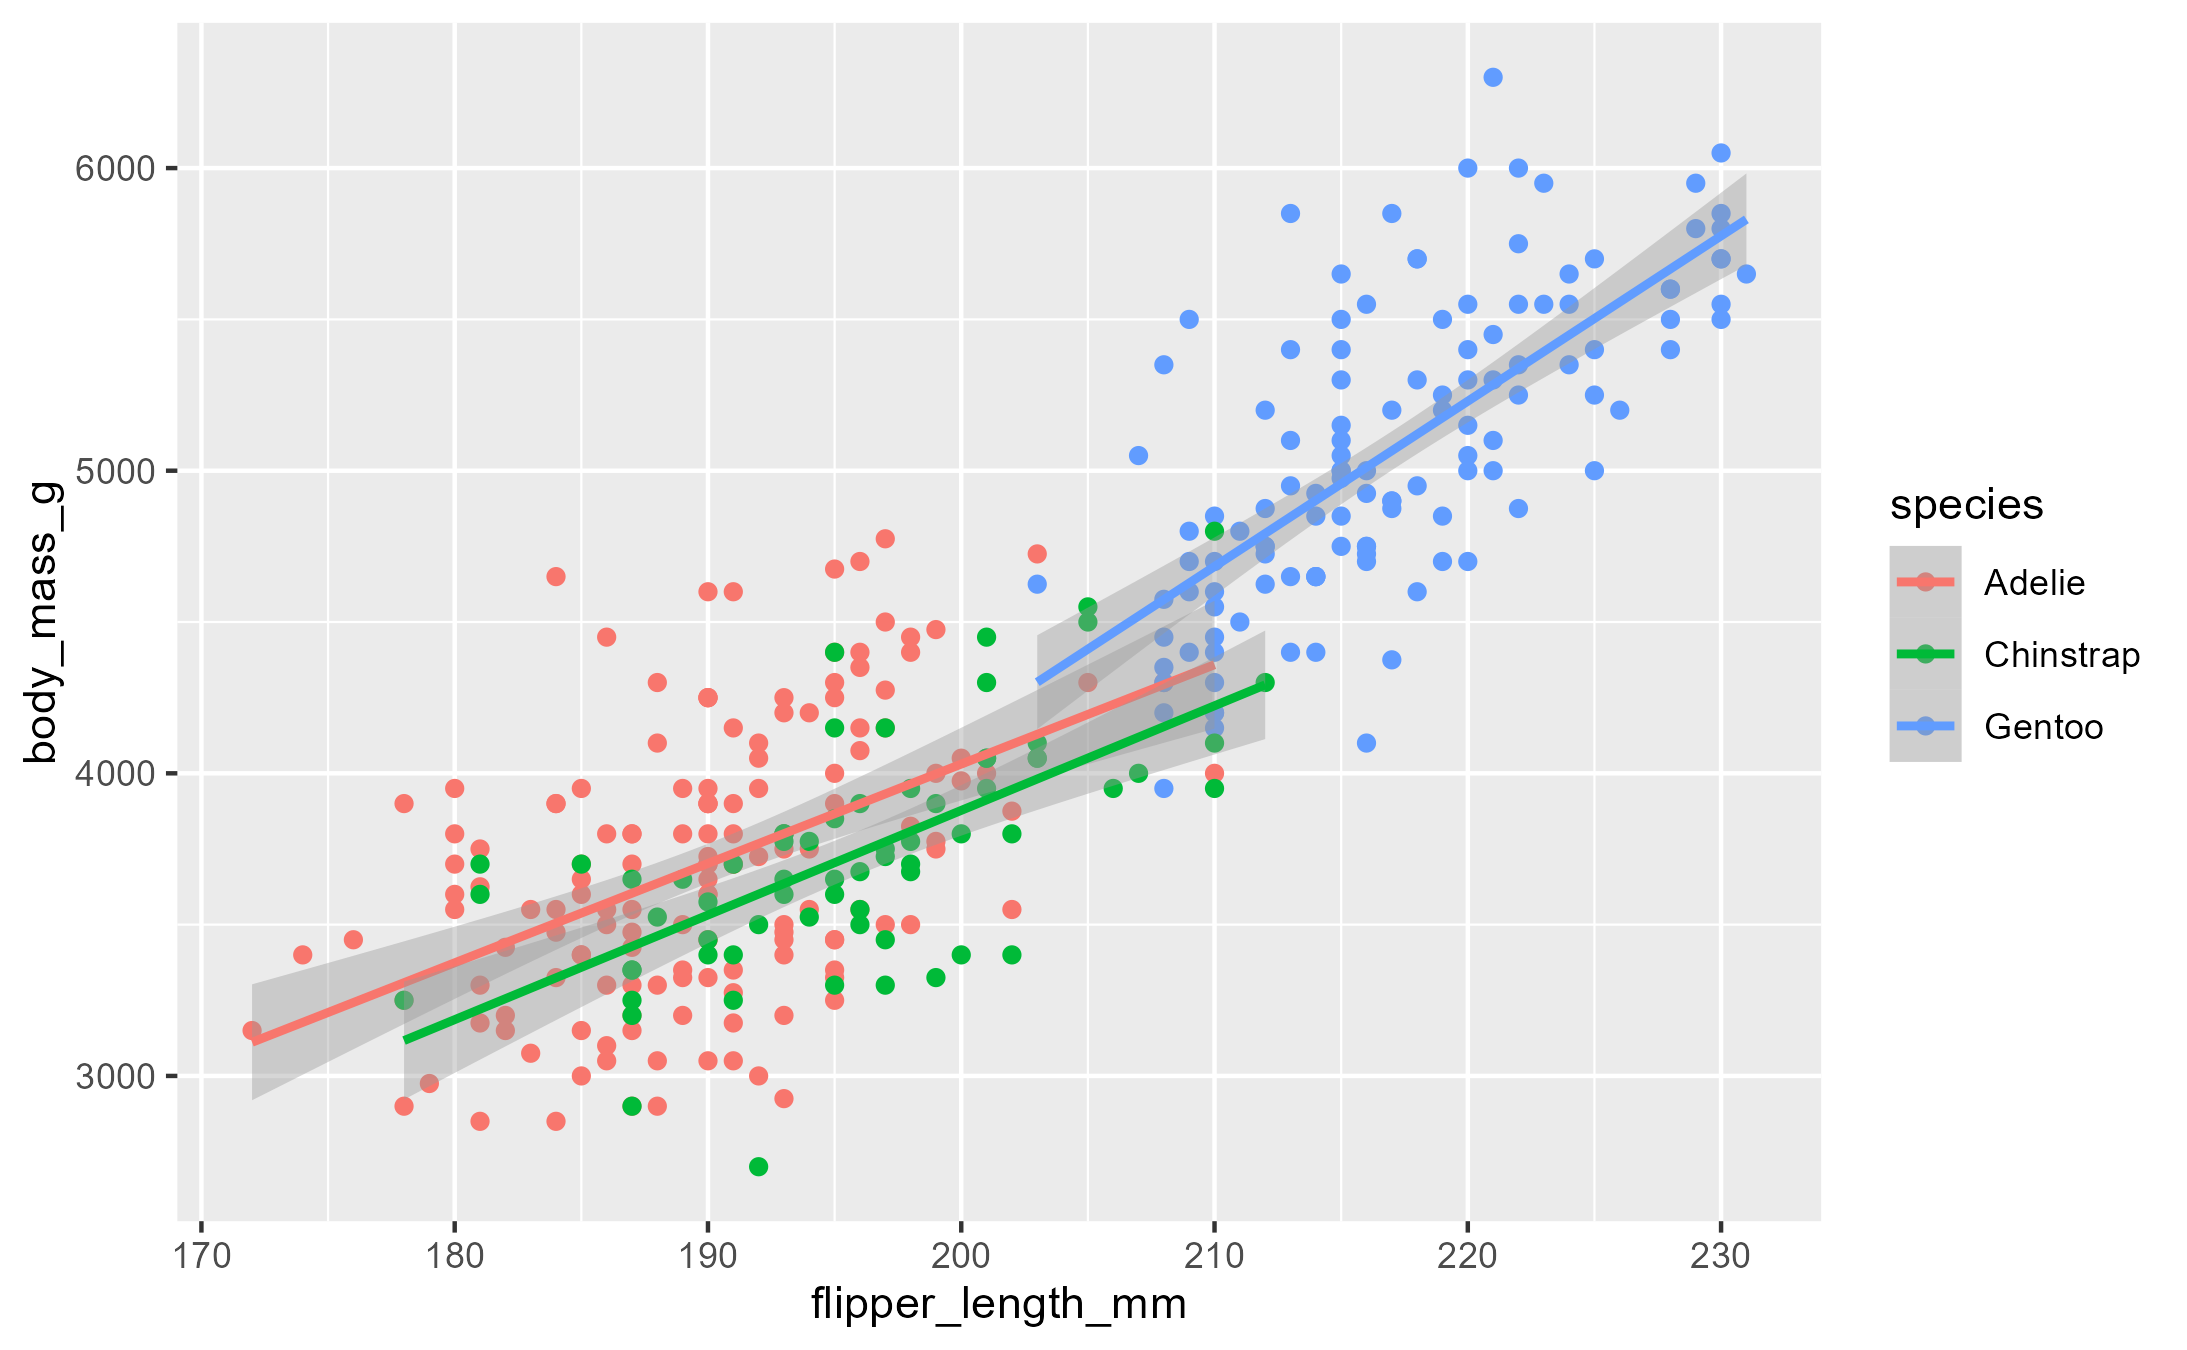 6000
5000
4000
3000
body_mass_g
170 180 190 200 210 220 230
flipper_length_mm
species
Adelie
Chinstrap
Gentoo